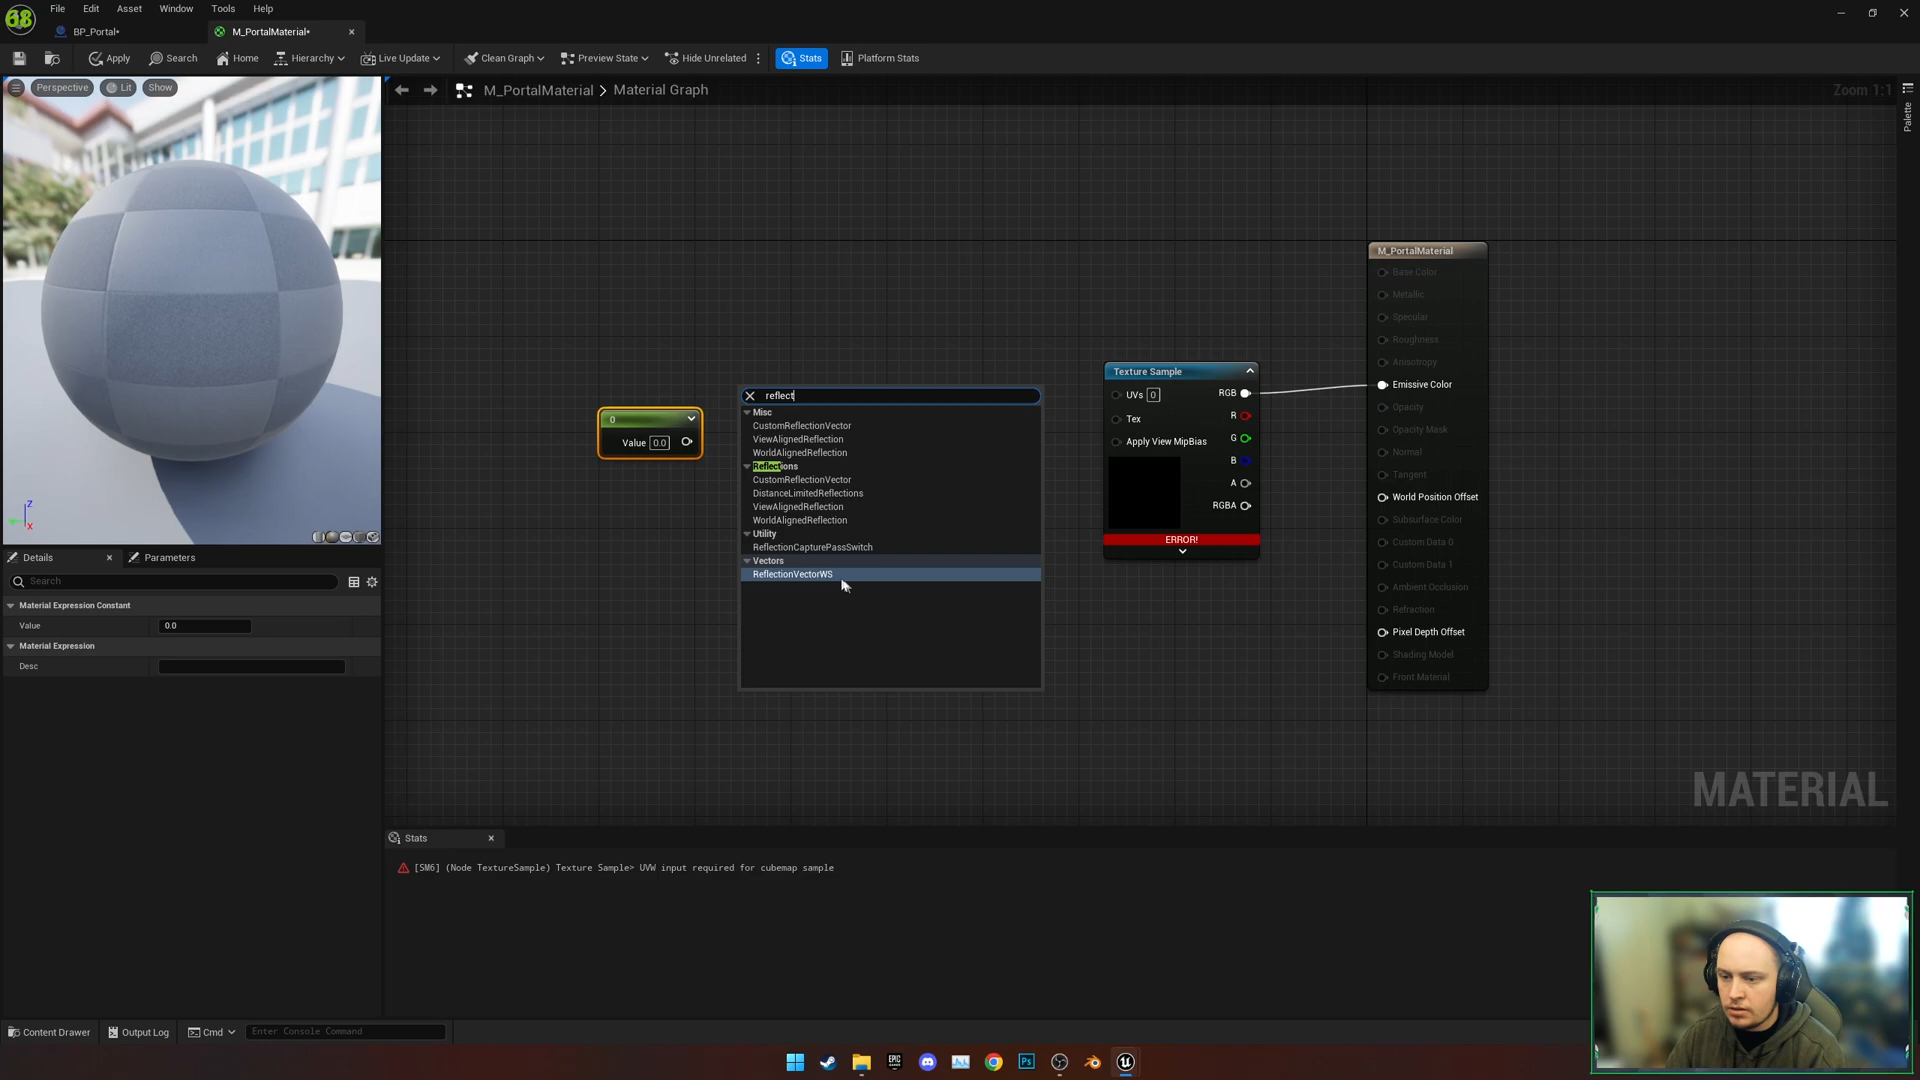 File Edit Asset Window Tools Help
BP_Portal* M_PortalMaterial*
Apply Search Home Hierarchy Live Update Clean Graph Preview State Hide Unrelated Stats Platform Stats
Perspective Lit Show
M_PortalMaterial > Material Graph
Zoom 1:1
Palette
0
Value 0.0
reflect
Misc
CustomReflectionVector
ViewAlignedReflection
WorldAlignedReflection
Reflections
CustomReflectionVector
DistanceLimitedReflections
ViewAlignedReflection
WorldAlignedReflection
Utility
ReflectionCapturePassSwitch
Vectors
ReflectionVectorWS
Texture Sample
UVs 0 RGB
R
Tex
G
Apply View MipBias
B
A
RGBA
ERROR!
M_PortalMaterial
Base Color
Metallic
Specular
Roughness
Anisotropy
Emissive Color
Opacity
Opacity Mask
Normal
Tangent
World Position Offset
Subsurface Color
Custom Data 0
Custom Data 1
Ambient Occlusion
Refraction
Pixel Depth Offset
Shading Model
Front Material
MATERIAL
Z
X
Details Parameters
Search
Material Expression Constant
Value 0.0
Material Expression
Desc
Stats
[SM6] (Node TextureSample) Texture Sample> UVW input required for cubemap sample
Content Drawer Output Log Cmd Enter Console Command
EPIC
GAMES
Ps